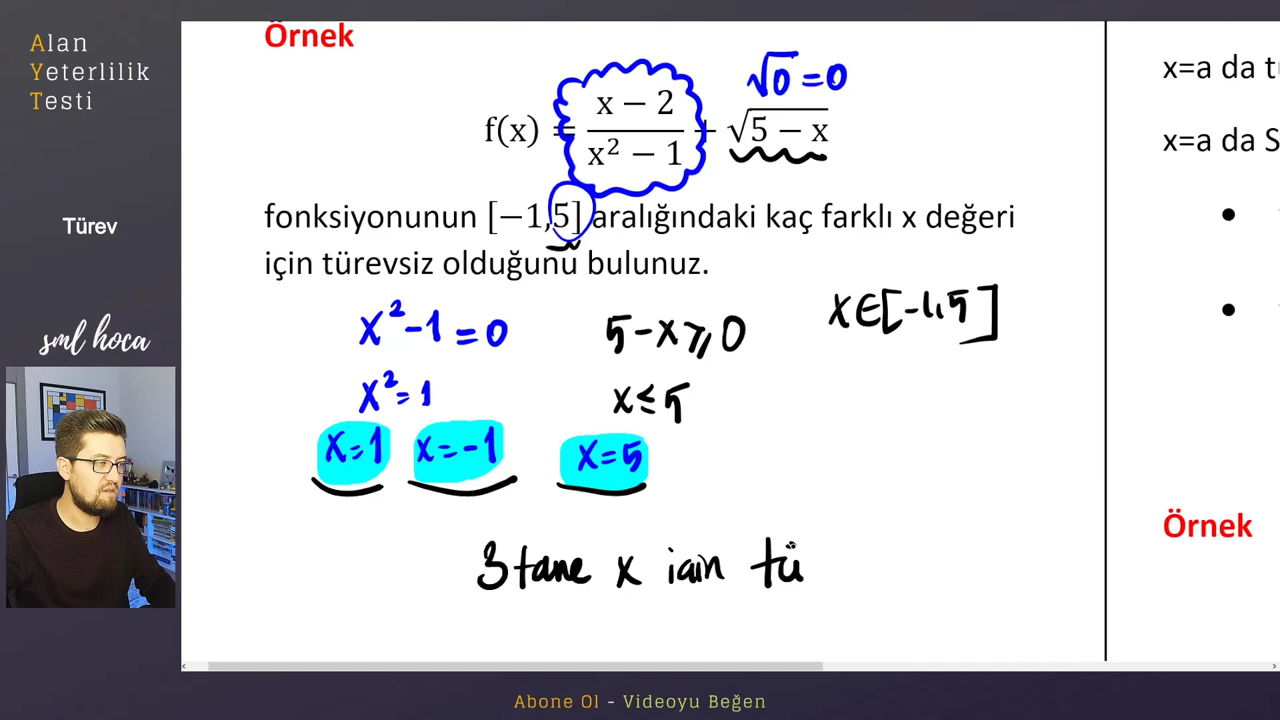 Alan
Yeterlilik
Testi
Türev
sml hoca
Örnek
√0 = 0
f(x) = x − 2 / x² − 1 + √5 − x
fonksiyonunun [−1,5] aralığındaki kaç farklı x değeri
için türevsiz olduğunu bulunuz.
x² - 1 = 0
x² = 1
x = 1 x = -1
5 - x ≥ 0
x ≤ 5
x = 5
x ∈ [-1,5]
3 tane x için tü
x=a da t
x=a da S
Örnek
Abone Ol - Videoyu Beğen